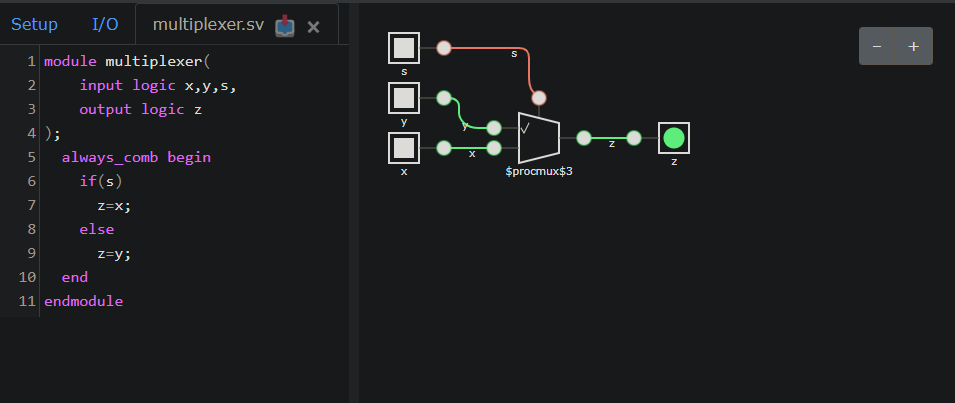 Setup I/O multiplexer.sv ×
1 module multiplexer(
2 input logic x,y,s,
3 output logic z
4 );
5 always_comb begin
6 if(s)
7 z=x;
8 else
9 z=y;
10 end
11 endmodule
− +
s
s
y
y
x
x
$procmux$3
z
z